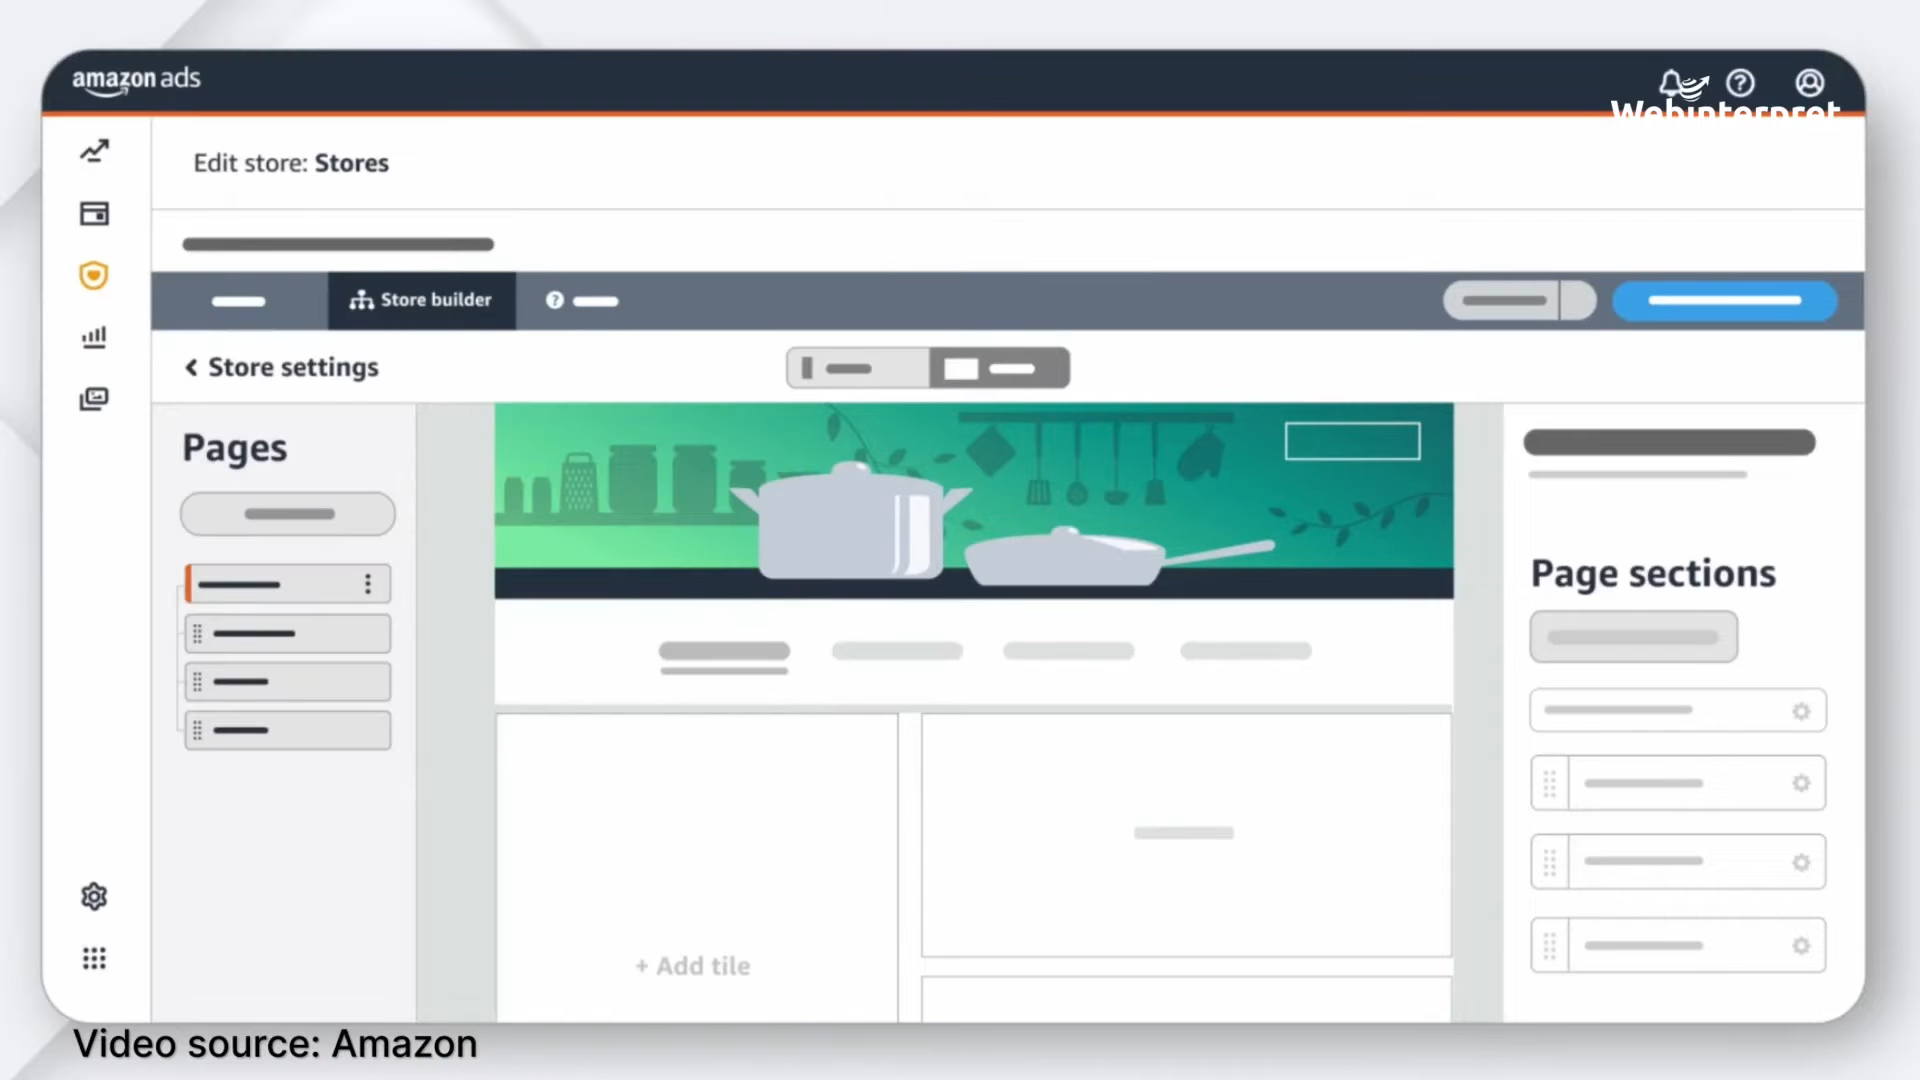 amazon ads
Webinterpret
Edit store: Stores
Store builder
Store settings
Pages
Page sections
+ Add tile
Video source: Amazon